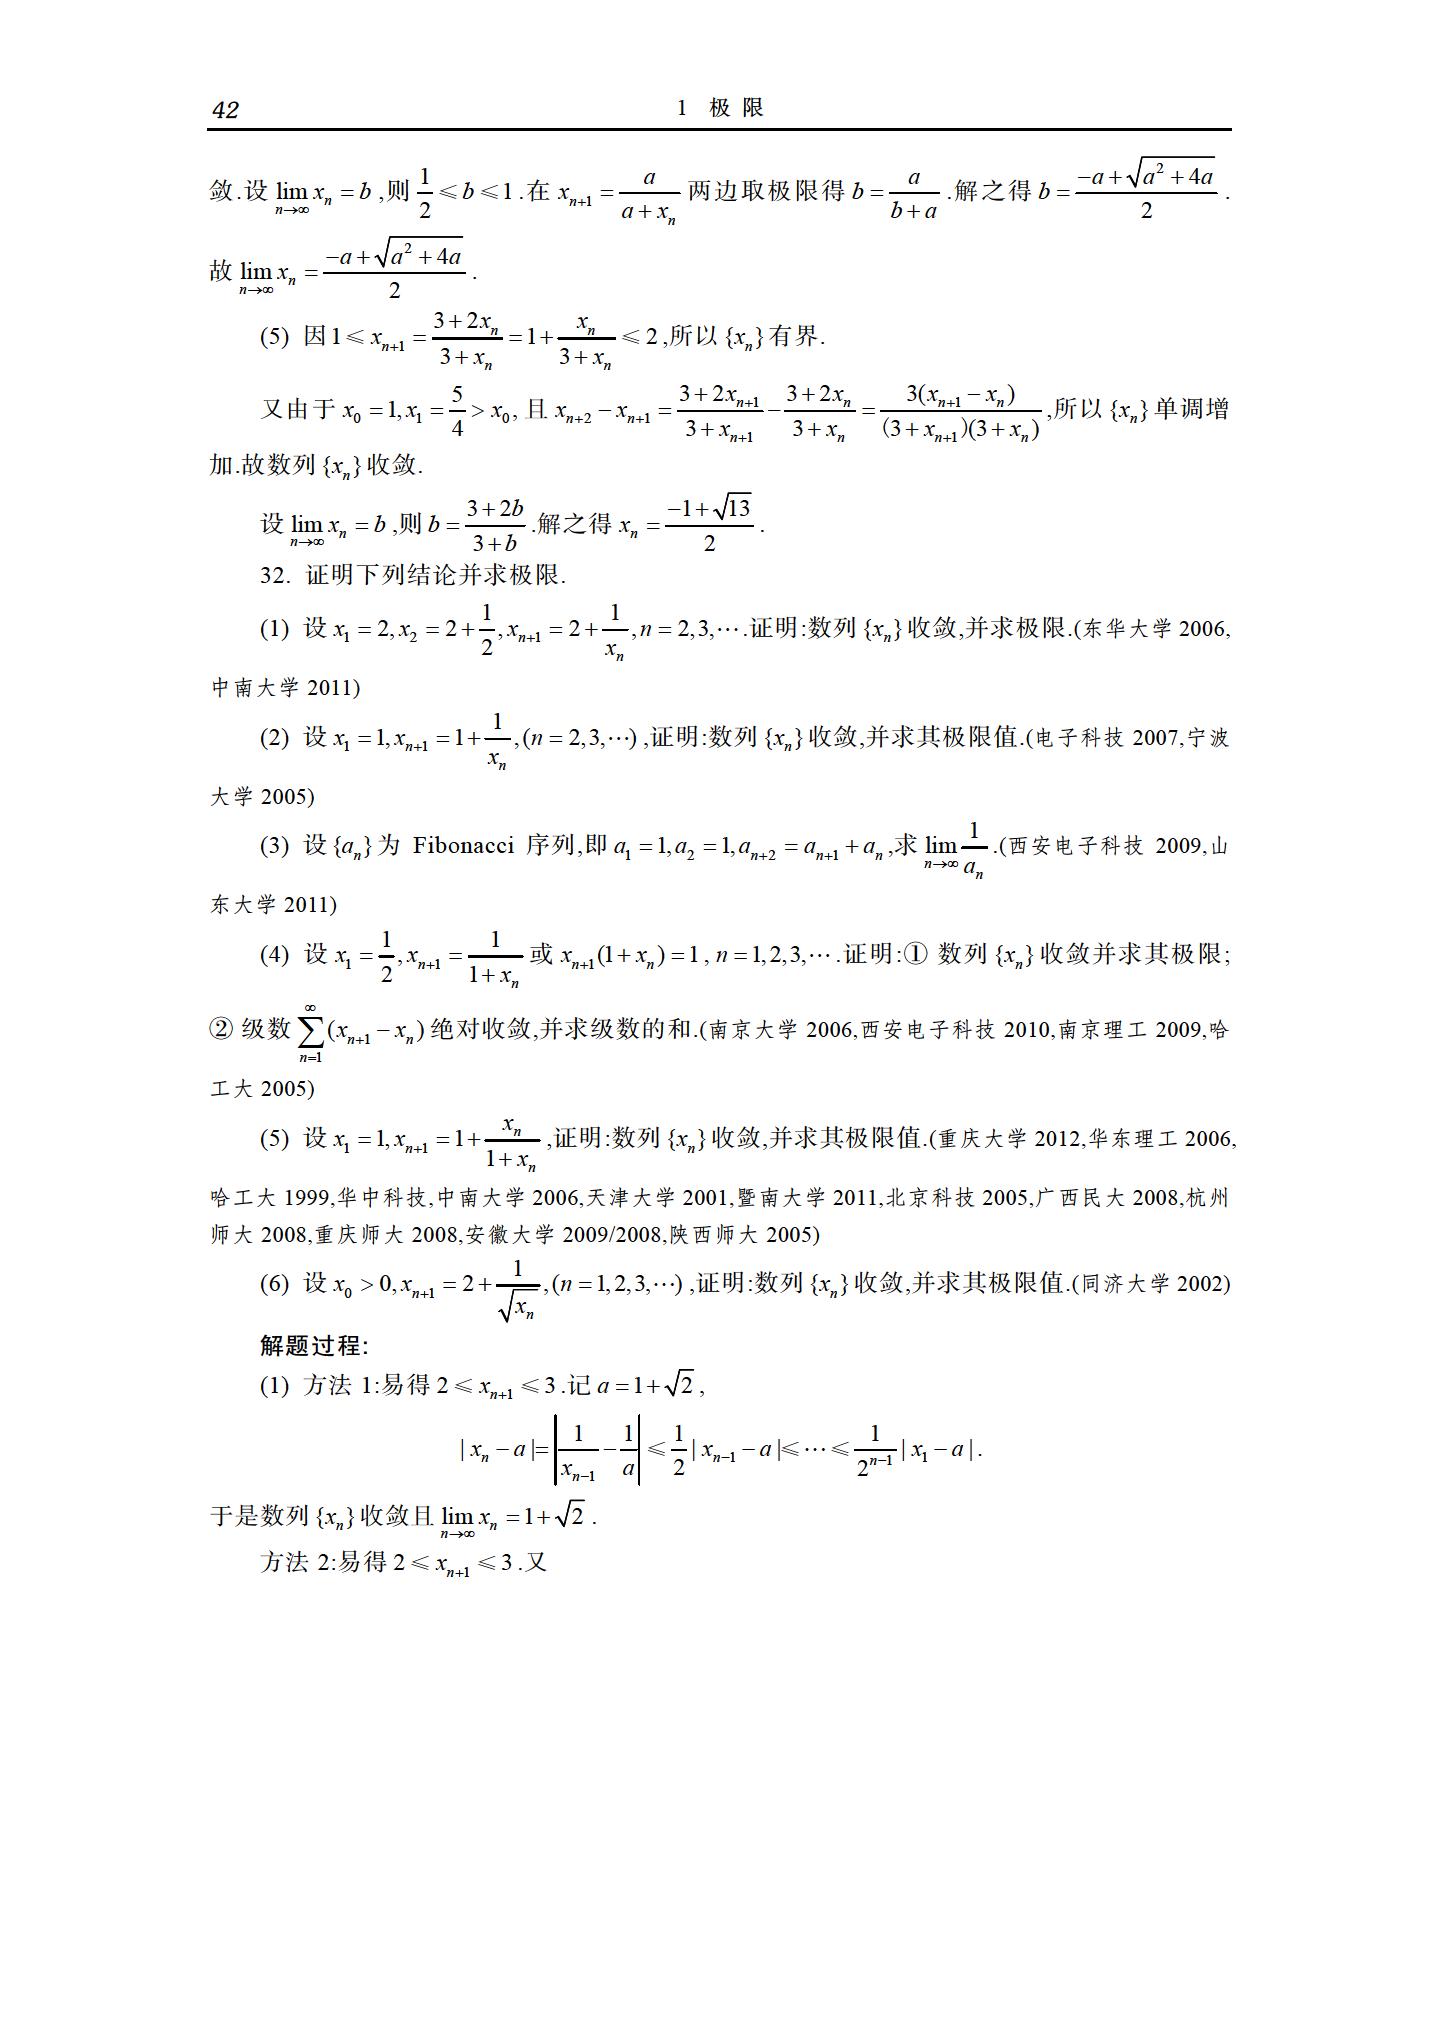 42 1 极 限
敛.设 $\lim_{n\to\infty} x_n = b$ ,则 $\frac{1}{2} \leqslant b \leqslant 1$ .在 $x_{n+1} = \frac{a}{a+x_n}$ 两边取极限得 $b = \frac{a}{b+a}$ .解之得 $b = \frac{-a+\sqrt{a^2+4a}}{2}$ .
故 $\lim_{n\to\infty} x_n = \frac{-a+\sqrt{a^2+4a}}{2}$ .
(5) 因 $1 \leqslant x_{n+1} = \frac{3+2x_n}{3+x_n} = 1+\frac{x_n}{3+x_n} \leqslant 2$ ,所以 $\{x_n\}$ 有界.
又由于 $x_0 = 1, x_1 = \frac{5}{4} > x_0$, 且 $x_{n+2} - x_{n+1} = \frac{3+2x_{n+1}}{3+x_{n+1}} - \frac{3+2x_n}{3+x_n} = \frac{3(x_{n+1}-x_n)}{(3+x_{n+1})(3+x_n)}$ ,所以 $\{x_n\}$ 单调增
加.故数列 $\{x_n\}$ 收敛.
设 $\lim_{n\to\infty} x_n = b$ ,则 $b = \frac{3+2b}{3+b}$ .解之得 $x_n = \frac{-1+\sqrt{13}}{2}$ .
32. 证明下列结论并求极限.
(1) 设 $x_1 = 2, x_2 = 2+\frac{1}{2}, x_{n+1} = 2+\frac{1}{x_n}, n = 2,3,\cdots$ .证明:数列 $\{x_n\}$ 收敛,并求极限.(东华大学 2006,
中南大学 2011)
(2) 设 $x_1 = 1, x_{n+1} = 1+\frac{1}{x_n}, (n = 2,3,\cdots)$ ,证明:数列 $\{x_n\}$ 收敛,并求其极限值.(电子科技 2007,宁波
大学 2005)
(3) 设 $\{a_n\}$ 为 Fibonacci 序列,即 $a_1 = 1, a_2 = 1, a_{n+2} = a_{n+1} + a_n$ ,求 $\lim_{n\to\infty} \frac{1}{a_n}$ .(西安电子科技 2009,山
东大学 2011)
(4) 设 $x_1 = \frac{1}{2}, x_{n+1} = \frac{1}{1+x_n}$ 或 $x_{n+1}(1+x_n) = 1$ , $n = 1,2,3,\cdots$ .证明:① 数列 $\{x_n\}$ 收敛并求其极限;
② 级数 $\sum_{n=1}^{\infty} (x_{n+1} - x_n)$ 绝对收敛,并求级数的和.(南京大学 2006,西安电子科技 2010,南京理工 2009,哈
工大 2005)
(5) 设 $x_1 = 1, x_{n+1} = 1+\frac{x_n}{1+x_n}$ ,证明:数列 $\{x_n\}$ 收敛,并求其极限值.(重庆大学 2012,华东理工 2006,
哈工大 1999,华中科技,中南大学 2006,天津大学 2001,暨南大学 2011,北京科技 2005,广西民大 2008,杭州
师大 2008,重庆师大 2008,安徽大学 2009/2008,陕西师大 2005)
(6) 设 $x_0 > 0, x_{n+1} = 2+\frac{1}{\sqrt{x_n}}, (n = 1,2,3,\cdots)$ ,证明:数列 $\{x_n\}$ 收敛,并求其极限值.(同济大学 2002)
解题过程:
(1) 方法 1:易得 $2 \leqslant x_{n+1} \leqslant 3$ .记 $a = 1+\sqrt{2}$ ,
$| x_n - a | = \left| \frac{1}{x_{n-1}} - \frac{1}{a} \right| \leqslant \frac{1}{2} | x_{n-1} - a | \leqslant \cdots \leqslant \frac{1}{2^{n-1}} | x_1 - a |$ .
于是数列 $\{x_n\}$ 收敛且 $\lim_{n\to\infty} x_n = 1+\sqrt{2}$ .
方法 2:易得 $2 \leqslant x_{n+1} \leqslant 3$ .又